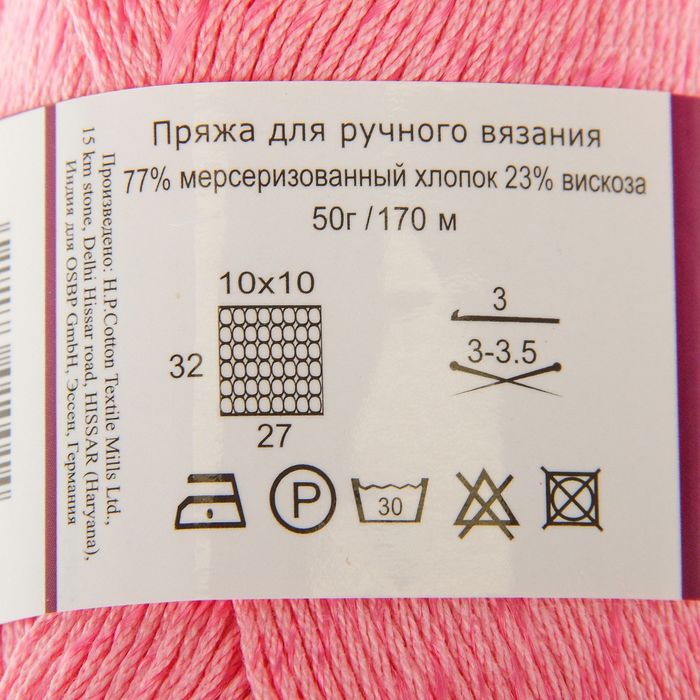 Пряжа для ручного вязания
77% мерсеризованный хлопок 23% вискоза
50г/170 м
10x10
32
27
3
3-3.5
P
30
Произведено: H.P.Cotton Textile Mills Ltd.,
15 km stone, Delhi Hissar road, HISSAR (Haryana),
Индия для OSBP GmbH, Эссен, Германия